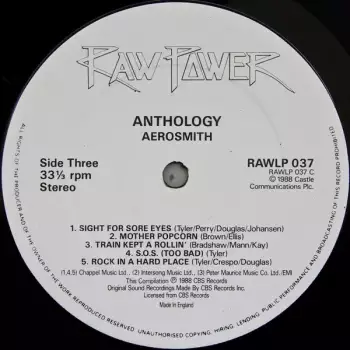 RAW POWER
ANTHOLOGY
AEROSMITH
Side Three
33⅓ rpm
Stereo
RAWLP 037
RAWLP 037 C
℗ 1988 Castle
Communications Plc.
1. SIGHT FOR SORE EYES (Tyler/Perry/Douglas/Johansen)
2. MOTHER POPCORN (Brown/Ellis)
3. TRAIN KEPT A ROLLIN' (Bradshaw/Mann/Kay)
4. S.O.S. (TOO BAD) (Tyler)
5. ROCK IN A HARD PLACE (Tyler/Crespo/Douglas)
(1,4,5) Chappel Music Ltd., (2) Intersong Music Ltd., (3) Peter Maurice Music Co. Ltd./EMI
This Compilation ℗ 1988 CBS Records
Original Sound Recordings Made By CBS Records Inc.
Licensed from CBS Records
Made in England
ALL RIGHTS OF THE PRODUCER AND OF THE OWNER OF THE WORK REPRODUCED RESERVED. UNAUTHORISED COPYING, HIRING, LENDING, PUBLIC PERFORMANCE AND BROADCASTING OF THIS RECORD PROHIBITED.